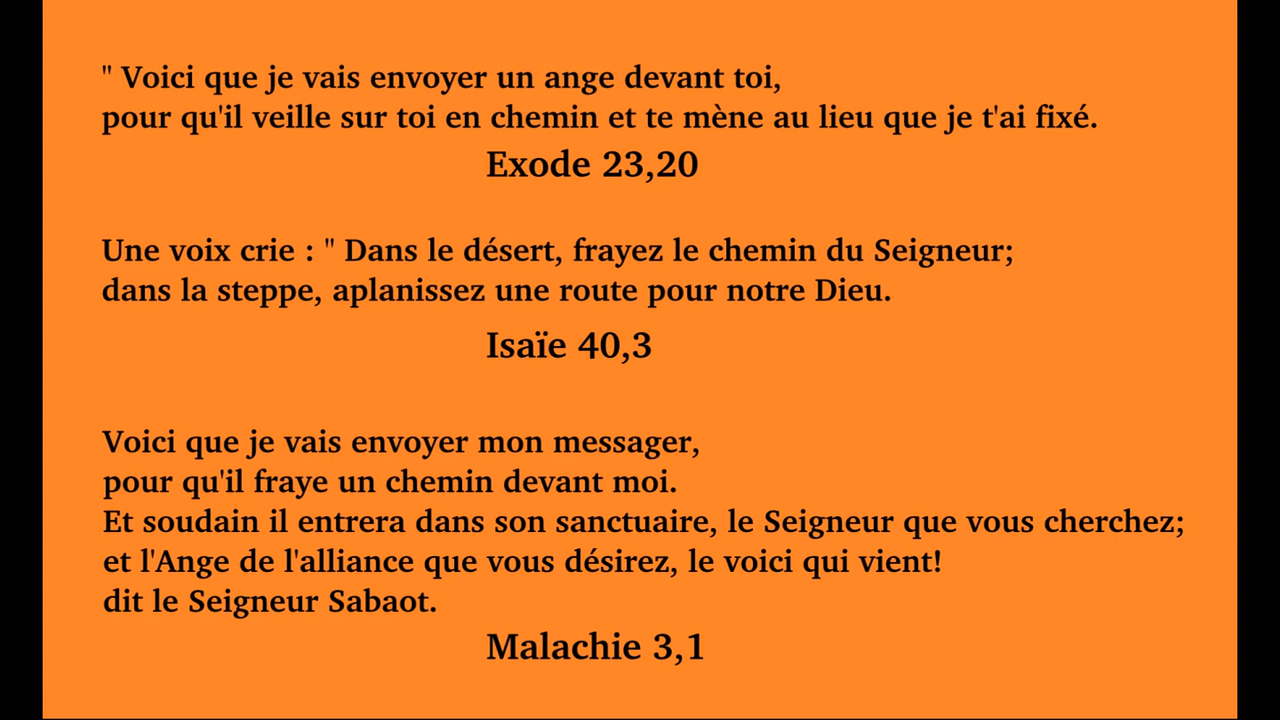 " Voici que je vais envoyer un ange devant toi,
pour qu'il veille sur toi en chemin et te mène au lieu que je t'ai fixé.
Exode 23,20
Une voix crie : " Dans le désert, frayez le chemin du Seigneur;
dans la steppe, aplanissez une route pour notre Dieu.
Isaïe 40,3
Voici que je vais envoyer mon messager,
pour qu'il fraye un chemin devant moi.
Et soudain il entrera dans son sanctuaire, le Seigneur que vous cherchez;
et l'Ange de l'alliance que vous désirez, le voici qui vient!
dit le Seigneur Sabaot.
Malachie 3,1